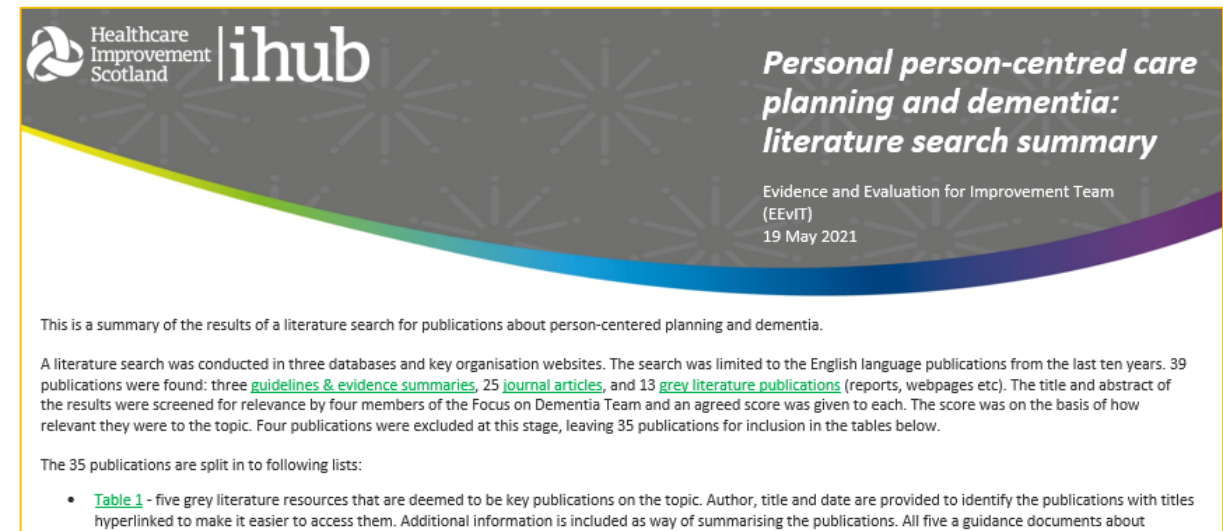 Healthcare
Improvement
Scotland
ihub
Personal person-centred care
planning and dementia:
literature search summary
Evidence and Evaluation for Improvement Team
(EEvIT)
19 May 2021
This is a summary of the results of a literature search for publications about person-centered planning and dementia.
A literature search was conducted in three databases and key organisation websites. The search was limited to the English language publications from the last ten years. 39
publications were found: three guidelines & evidence summaries, 25 journal articles, and 13 grey literature publications (reports, webpages etc). The title and abstract of
the results were screened for relevance by four members of the Focus on Dementia Team and an agreed score was given to each. The score was on the basis of how
relevant they were to the topic. Four publications were excluded at this stage, leaving 35 publications for inclusion in the tables below.
The 35 publications are split in to following lists:
• Table 1 - five grey literature resources that are deemed to be key publications on the topic. Author, title and date are provided to identify the publications with titles
hyperlinked to make it easier to access them. Additional information is included as way of summarising the publications. All five a guidance documents about